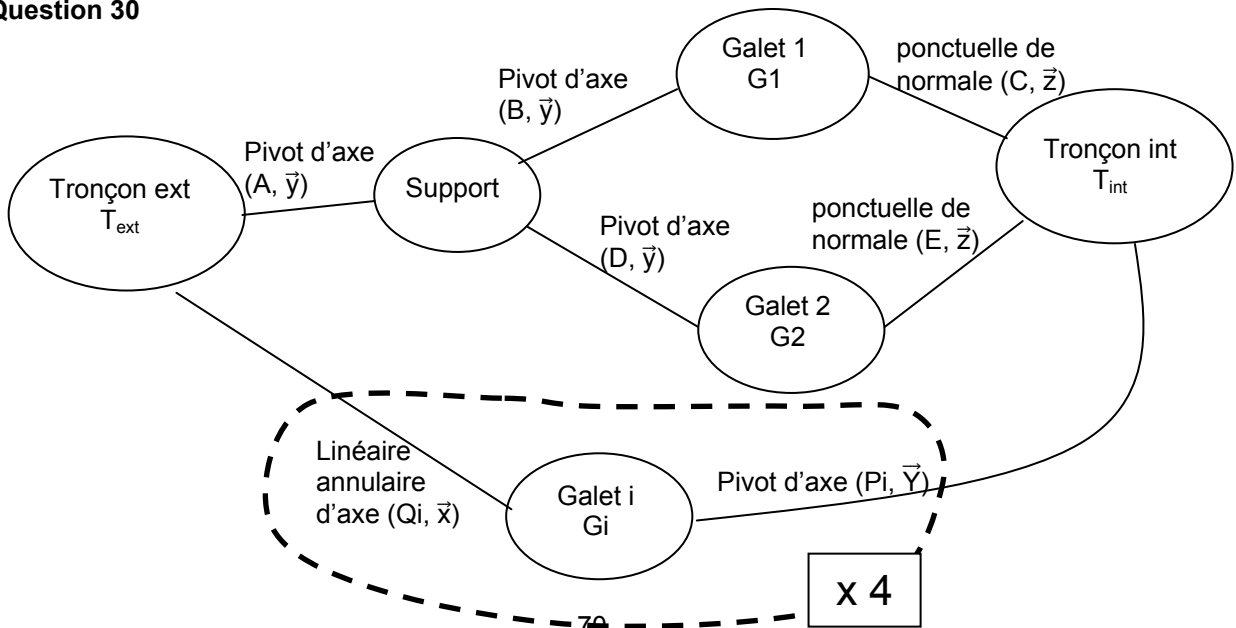 Question 30
Galet 1
G1
ponctuelle de
normale (C, z⃗)
Pivot d’axe
(B, y⃗)
Pivot d’axe
(A, y⃗)
Tronçon ext
Text
Support
Tronçon int
Tint
Pivot d’axe
(D, y⃗)
ponctuelle de
normale (E, z⃗)
Galet 2
G2
Linéaire
annulaire
d’axe (Qi, x⃗)
Galet i
Gi
Pivot d’axe (Pi, Y⃗)
x 4